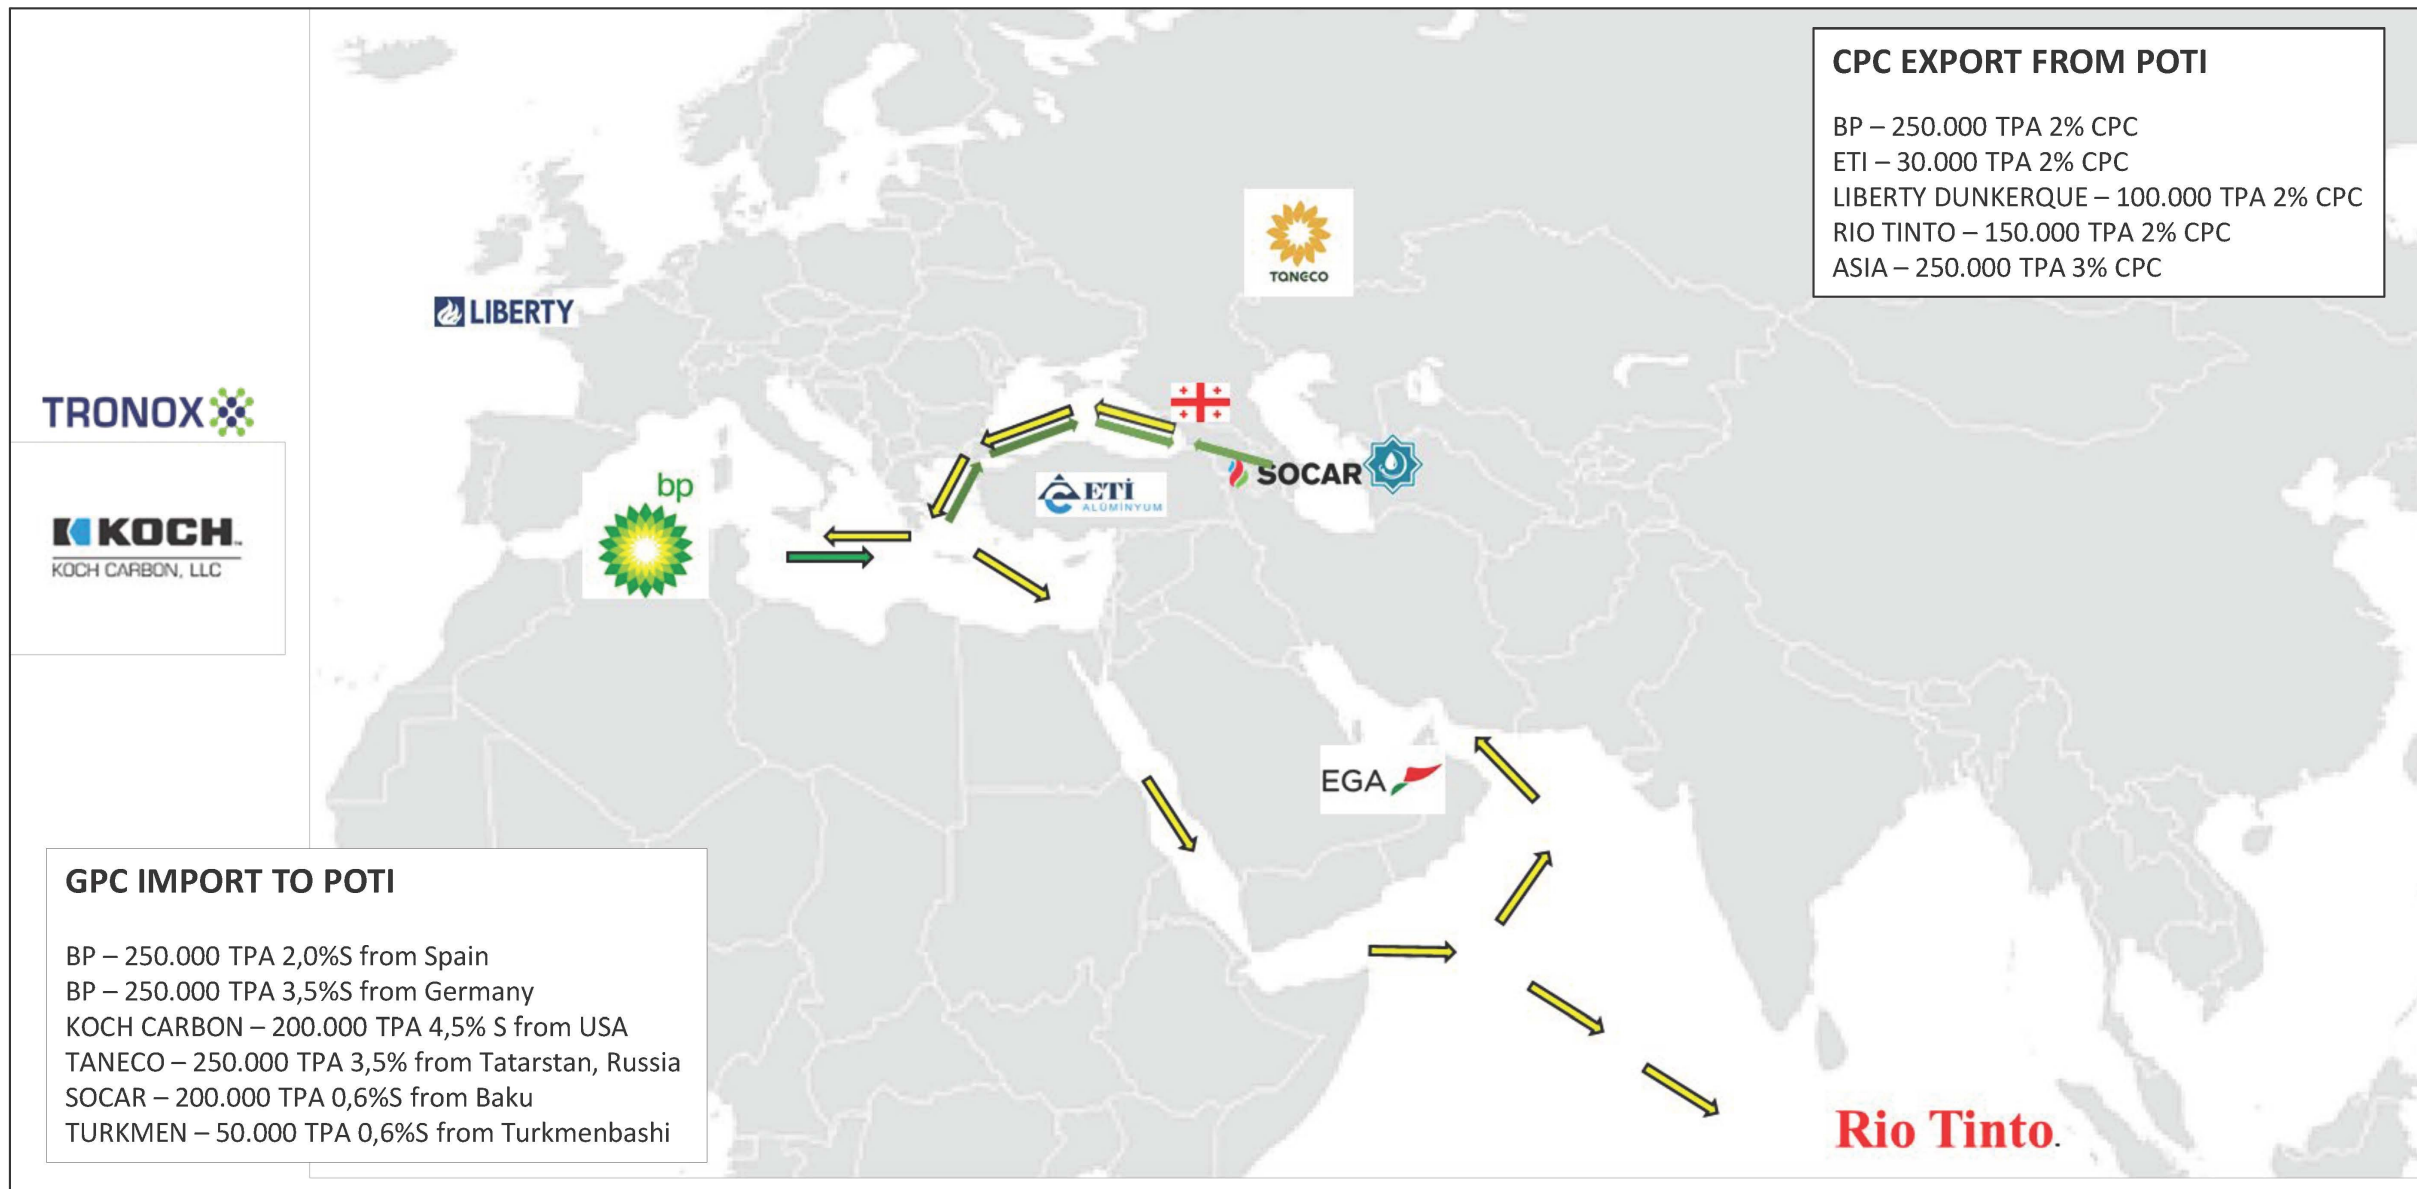 CPC EXPORT FROM POTI
BP – 250.000 TPA 2% CPC
ETI – 30.000 TPA 2% CPC
LIBERTY DUNKERQUE – 100.000 TPA 2% CPC
RIO TINTO – 150.000 TPA 2% CPC
ASIA – 250.000 TPA 3% CPC
TANECO
LIBERTY
TRONOX
KOCH™
KOCH CARBON, LLC
bp
ETİ
ALÜMİNYUM
SOCAR
EGA
GPC IMPORT TO POTI
BP – 250.000 TPA 2,0%S from Spain
BP – 250.000 TPA 3,5%S from Germany
KOCH CARBON – 200.000 TPA 4,5% S from USA
TANECO – 250.000 TPA 3,5% from Tatarstan, Russia
SOCAR – 200.000 TPA 0,6%S from Baku
TURKMEN – 50.000 TPA 0,6%S from Turkmenbashi
Rio Tinto.